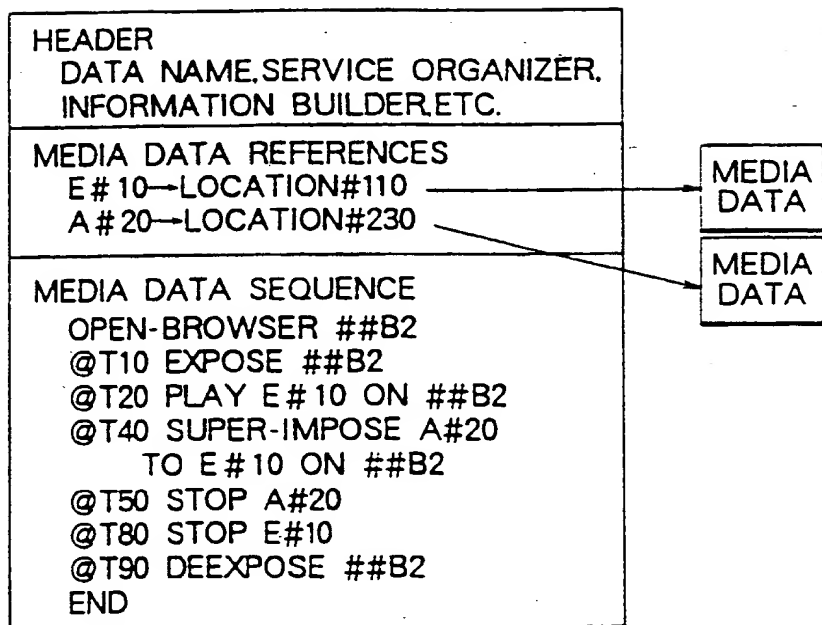 HEADER
DATA NAME,SERVICE ORGANIZER,
INFORMATION BUILDER,ETC.
MEDIA DATA REFERENCES
E#10→LOCATION#110
A#20→LOCATION#230
MEDIA DATA
MEDIA DATA
MEDIA DATA SEQUENCE
OPEN-BROWSER ##B2
@T10 EXPOSE ##B2
@T20 PLAY E#10 ON ##B2
@T40 SUPER-IMPOSE A#20
TO E#10 ON ##B2
@T50 STOP A#20
@T80 STOP E#10
@T90 DEEXPOSE ##B2
END